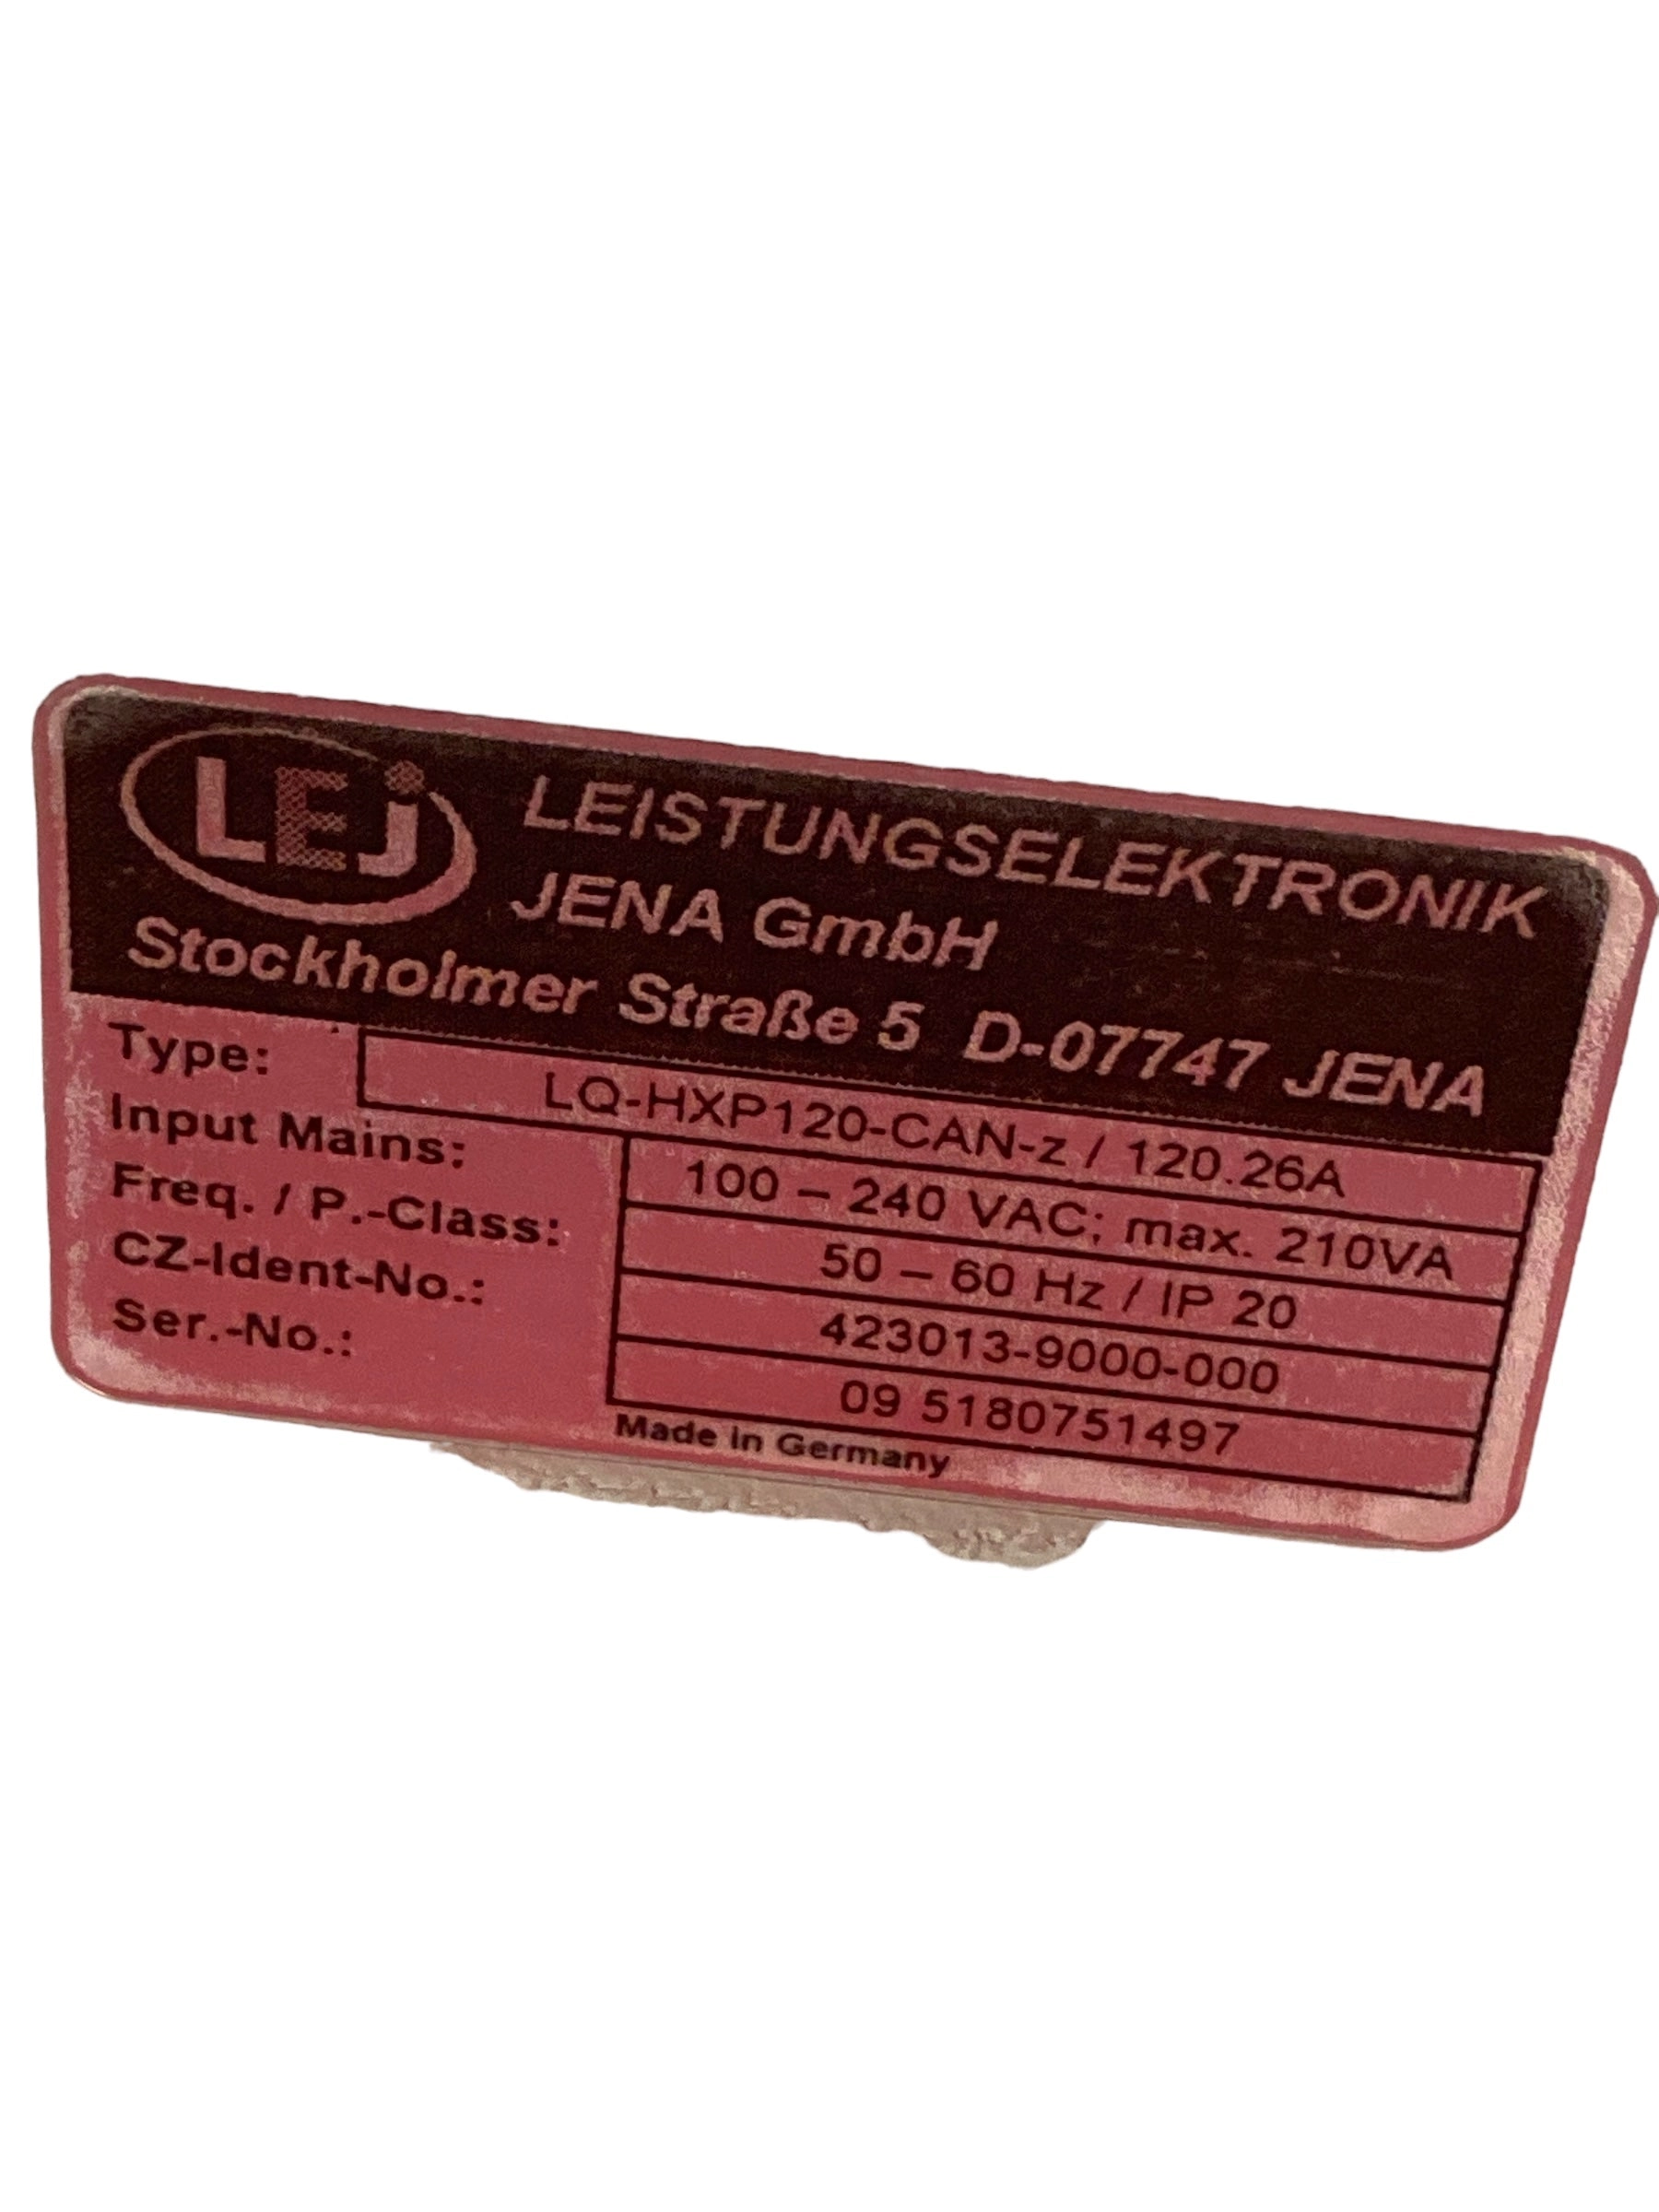 LEj LEISTUNGSELEKTRONIK
JENA GmbH
Stockholmer Straße 5 D-07747 JENA
Type: LQ-HXP120-CAN-z / 120.26A
Input Mains: 100 – 240 VAC; max. 210VA
Freq. / P.-Class: 50 – 60 Hz / IP 20
CZ-Ident-No.: 423013-9000-000
Ser.-No.: 09 5180751497
Made in Germany